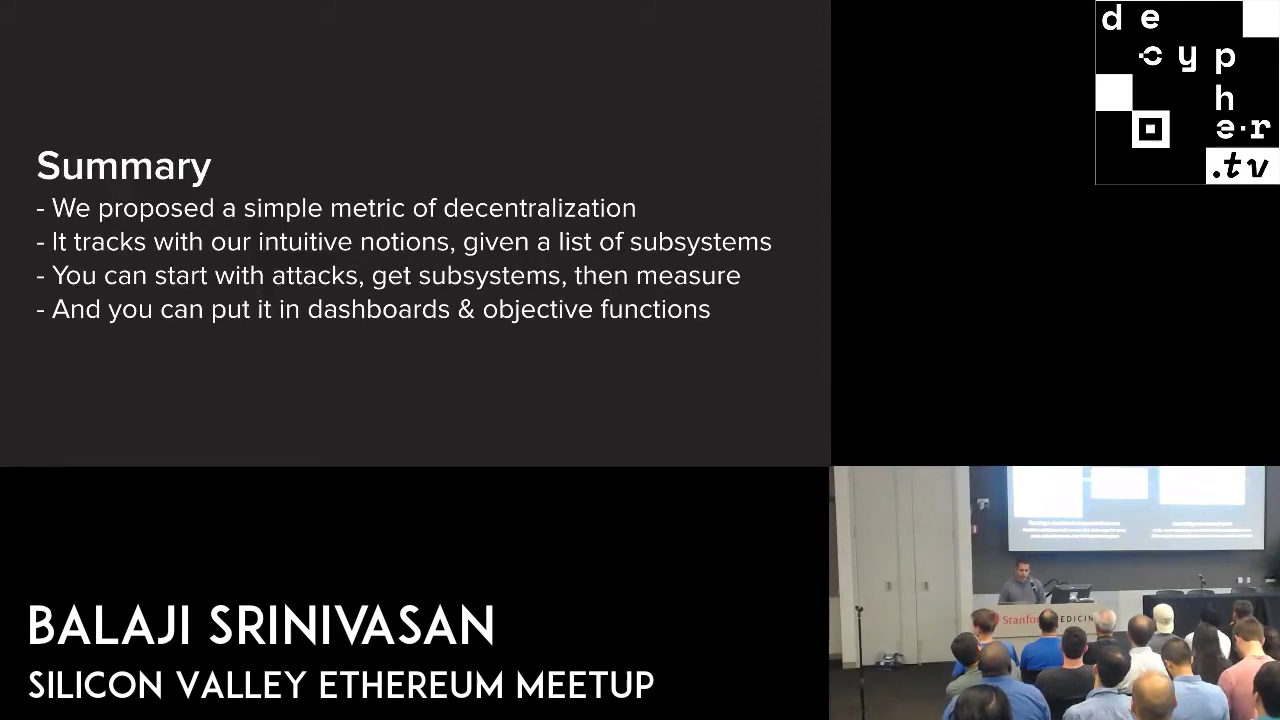 Summary
- We proposed a simple metric of decentralization
- It tracks with our intuitive notions, given a list of subsystems
- You can start with attacks, get subsystems, then measure
- And you can put it in dashboards & objective functions
de
cyp
h
er
.tv
BALAJI SRINIVASAN
SILICON VALLEY ETHEREUM MEETUP